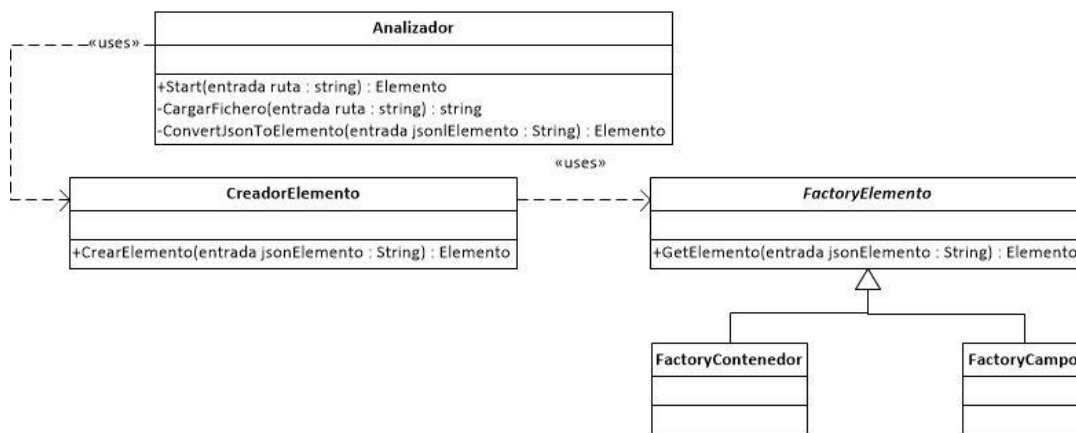 Analizador
«uses»
+Start(entrada ruta : string) : Elemento
-CargarFichero(entrada ruta : string) : string
-ConvertJsonToElemento(entrada jsonlElemento : String) : Elemento
«uses»
CreadorElemento
FactoryElemento
+CrearElemento(entrada jsonElemento : String) : Elemento
+GetElemento(entrada jsonElemento : String) : Elemento
FactoryContenedor
FactoryCampo